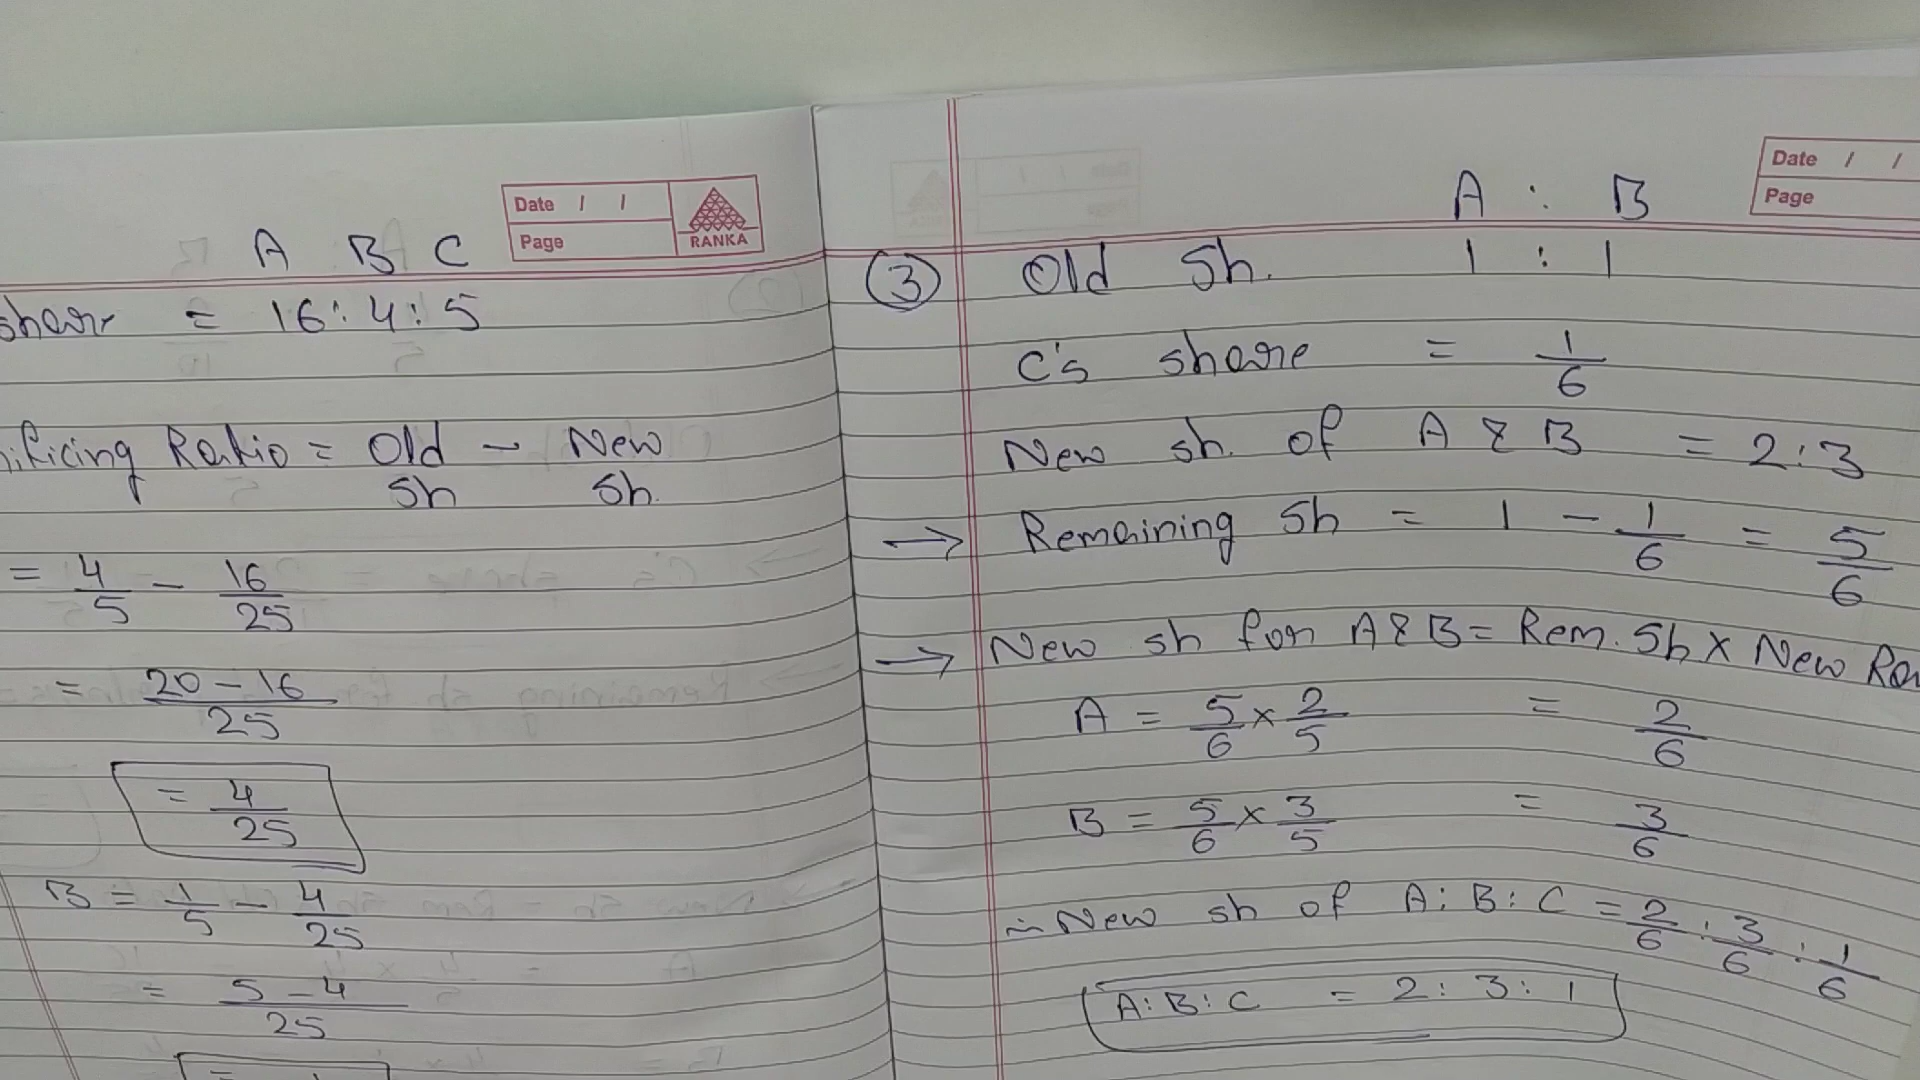 Date / /
Page
RANKA
A B C
share = 16:4:5
Ratio = Old Sh - New Sh.
= 4/5 - 16/25
= 20-16/25
= 4/25
B = 1/5 - 4/25
= 5-4/25
Date / /
Page
A : B
(3) Old Sh. 1 : 1
C's share = 1/6
New sh. of A & B = 2:3
→ Remaining Sh = 1 - 1/6 = 5/6
→ New sh for A & B = Rem. Sh x New
A = 5/6 x 2/5 = 2/6
B = 5/6 x 3/5 = 3/6
∴ New sh of A:B:C = 2/6 : 3/6 : 1/6
A:B:C = 2:3:1